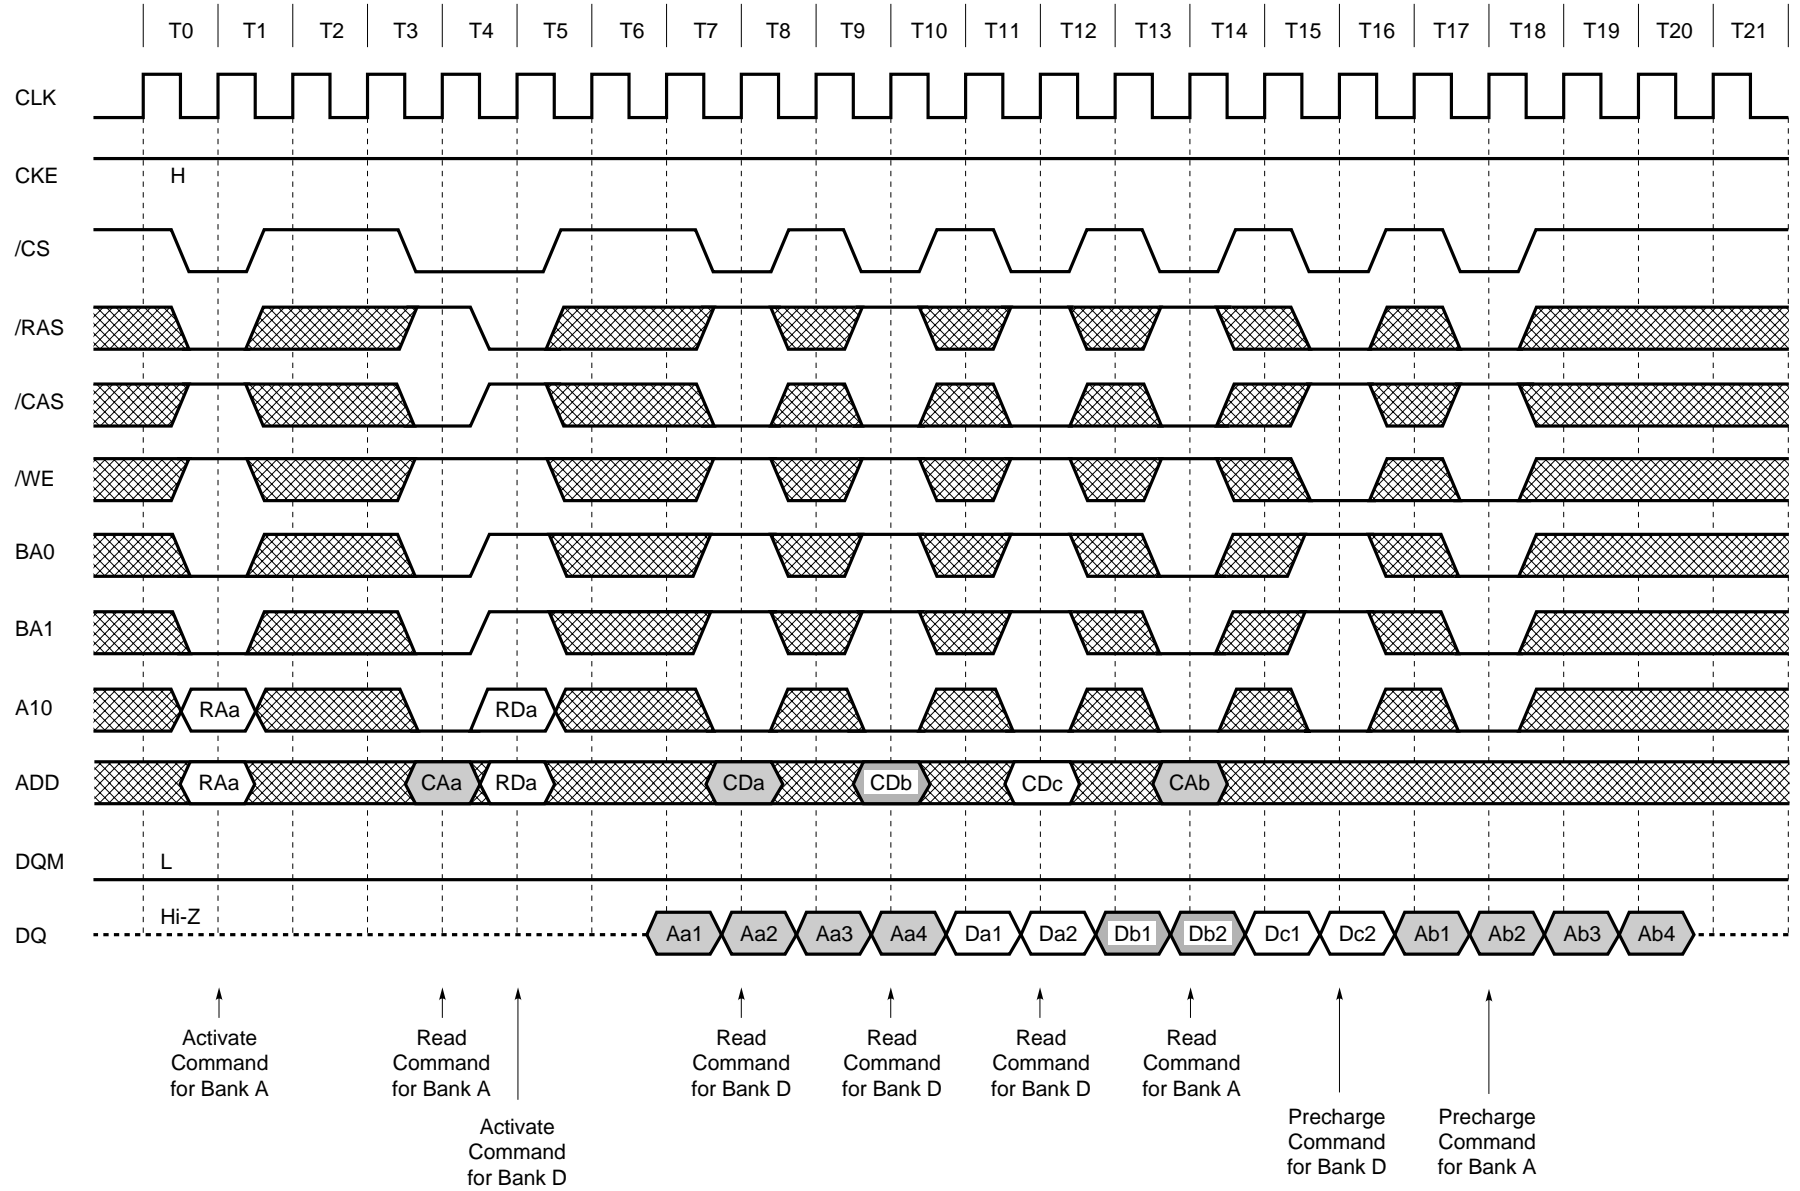 T0 T1 T2 T3 T4 T5 T6 T7 T8 T9 T10 T11 T12 T13 T14 T15 T16 T17 T18 T19 T20 T21
CLK
CKE H
/CS
/RAS
/CAS
/WE
BA0
BA1
A10 RAa RDa
ADD RAa CAa RDa CDa CDb CDc CAb
DQM L
Hi-Z
DQ Aa1 Aa2 Aa3 Aa4 Da1 Da2 Db1 Db2 Dc1 Dc2 Ab1 Ab2 Ab3 Ab4
Activate
Command
for Bank A
Read
Command
for Bank A
Activate
Command
for Bank D
Read
Command
for Bank D
Read
Command
for Bank D
Read
Command
for Bank D
Read
Command
for Bank A
Precharge
Command
for Bank D
Precharge
Command
for Bank A